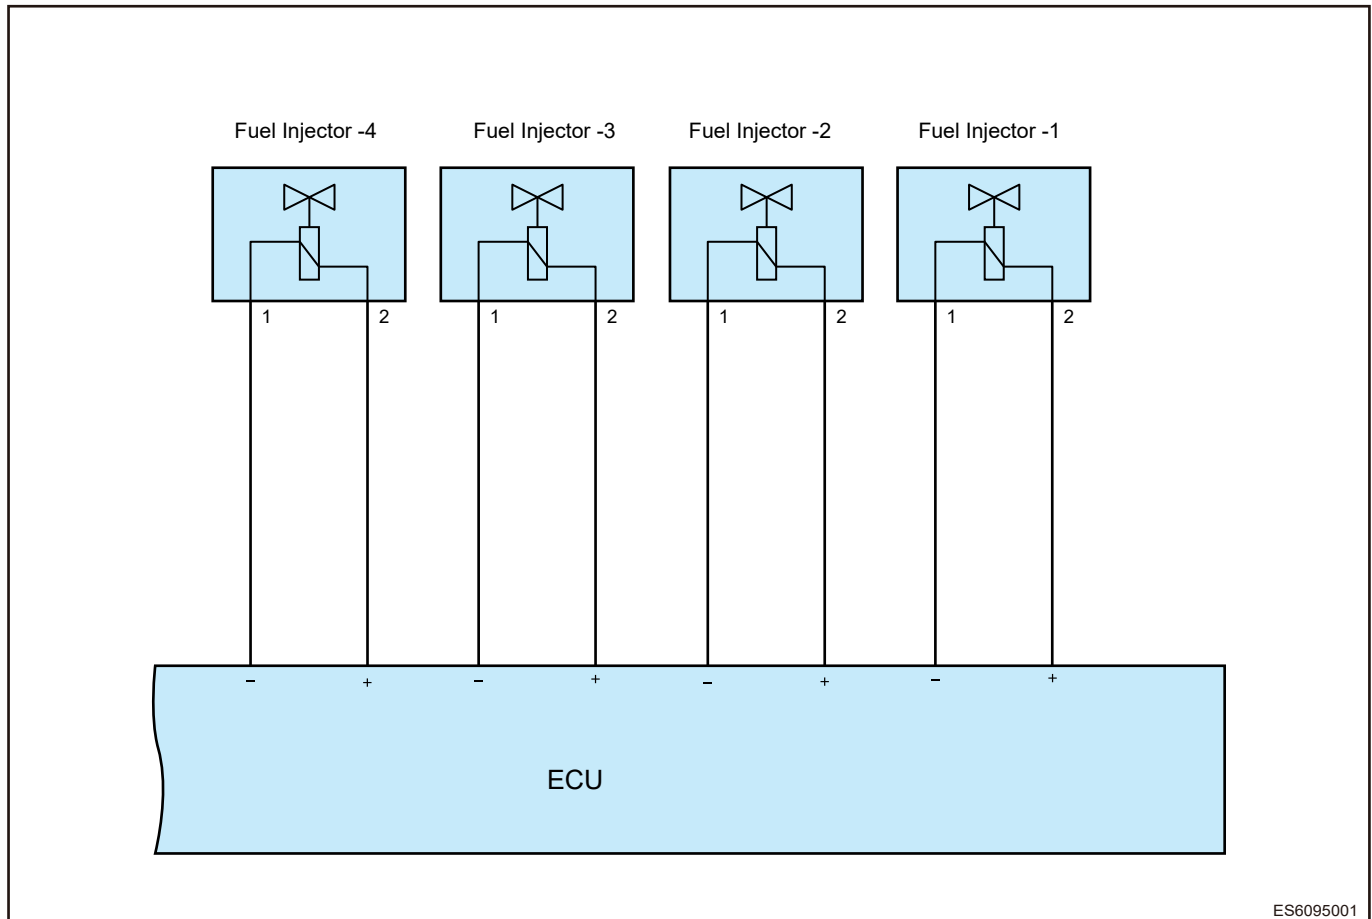 Fuel Injector -4 Fuel Injector -3 Fuel Injector -2 Fuel Injector -1
1 2 1 2 1 2 1 2
– + – + – + – +
ECU
ES6095001